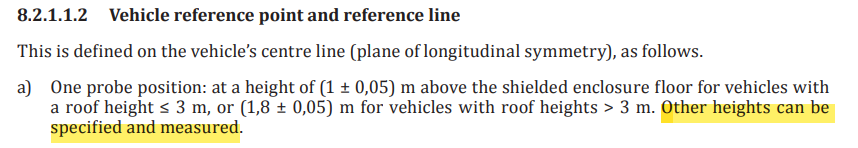 8.2.1.1.2 Vehicle reference point and reference line
This is defined on the vehicle's centre line (plane of longitudinal symmetry), as follows.
a) One probe position: at a height of (1 ± 0,05) m above the shielded enclosure floor for vehicles with
a roof height ≤ 3 m, or (1,8 ± 0,05) m for vehicles with roof heights > 3 m. Other heights can be
specified and measured.